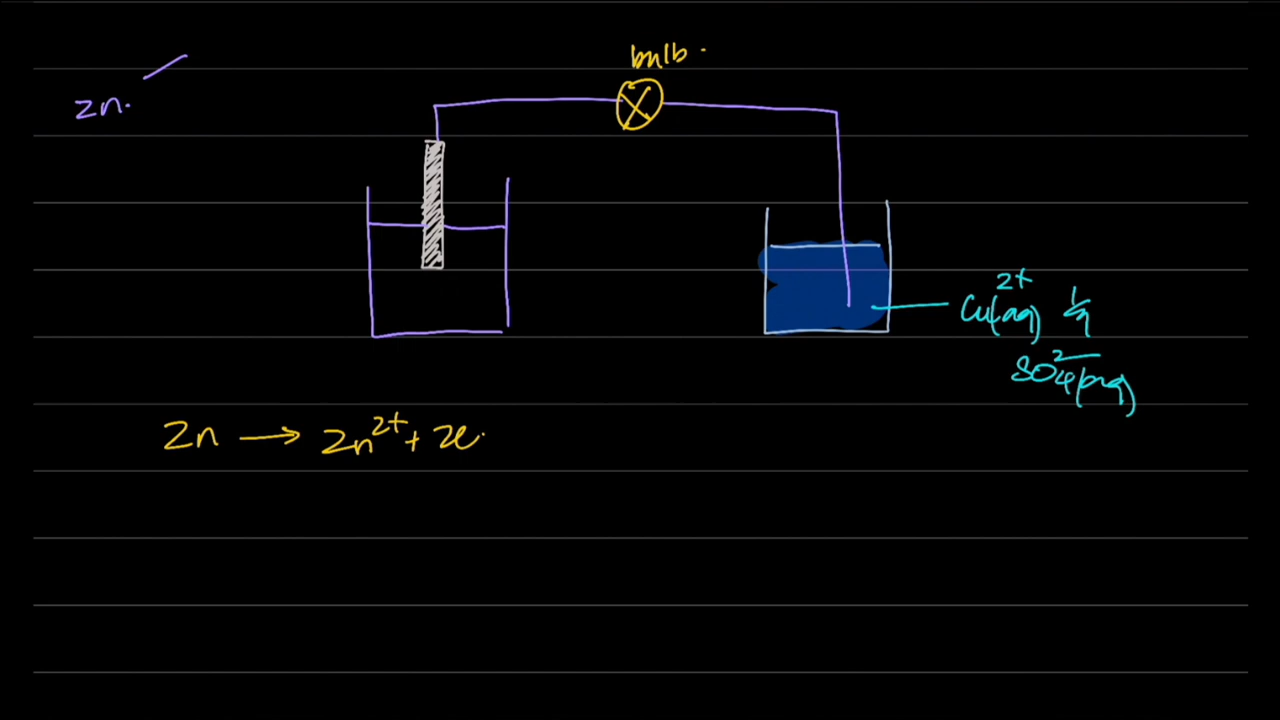 bulb.
Zn.
Cu²⁺(aq) &
SO₄²⁻(aq)
Zn → Zn²⁺ + 2e.